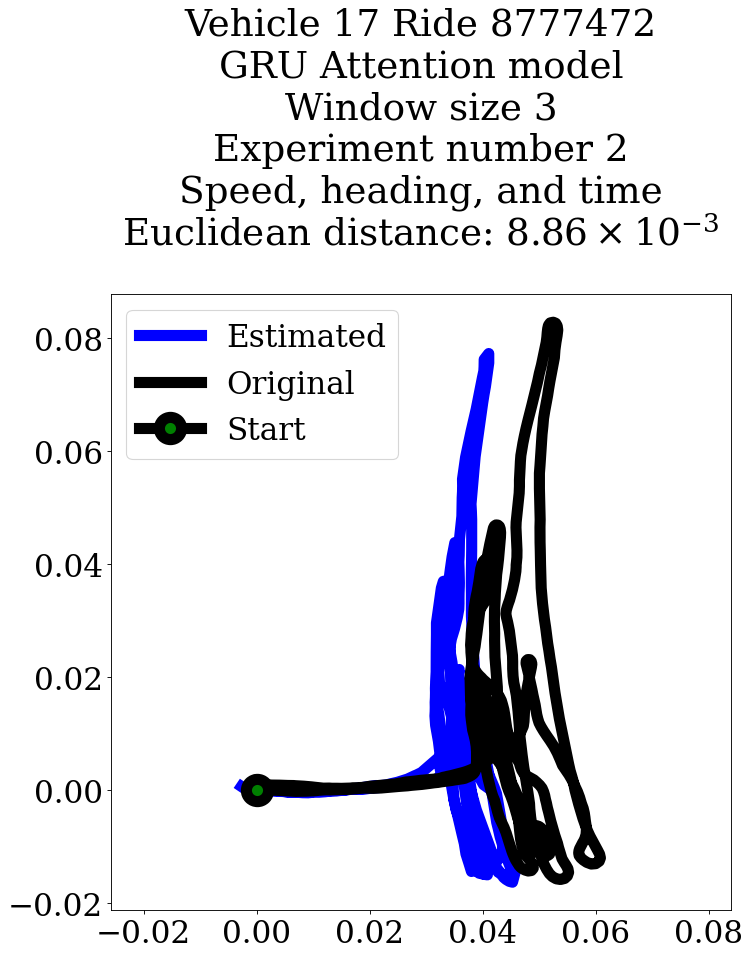 Vehicle 17 Ride 8777472
GRU Attention model
Window size 3
Experiment number 2
Speed, heading, and time
Euclidean distance: 8.86 × 10⁻³
Estimated
Original
Start
0.08
0.06
0.04
0.02
0.00
−0.02
−0.02 0.00 0.02 0.04 0.06 0.08